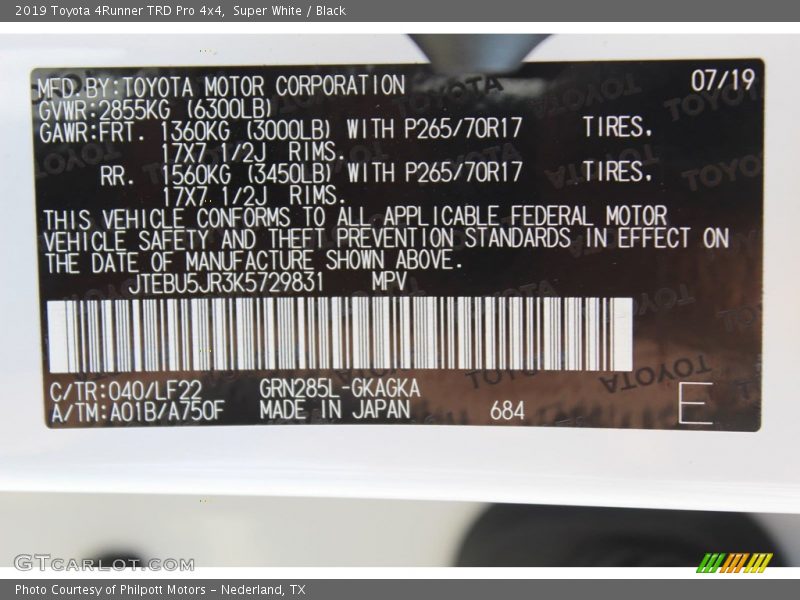 2019 Toyota 4Runner TRD Pro 4x4, Super White / Black
MFD.BY:TOYOTA MOTOR CORPORATION 07/19
GVWR:2855KG (6300LB)
GAWR:FRT. 1360KG (3000LB) WITH P265/70R17 TIRES.
17X7 1/2J RIMS.
RR. 1560KG (3450LB) WITH P265/70R17 TIRES.
17X7 1/2J RIMS.
THIS VEHICLE CONFORMS TO ALL APPLICABLE FEDERAL MOTOR
VEHICLE SAFETY AND THEFT PREVENTION STANDARDS IN EFFECT ON
THE DATE OF MANUFACTURE SHOWN ABOVE.
JTEBU5JR3K5729831 MPV
C/TR:040/LF22 GRN285L-GKAGKA
A/TM:A01B/A750F MADE IN JAPAN 684 E
GTCARLOT.COM
Photo Courtesy of Philpott Motors - Nederland, TX